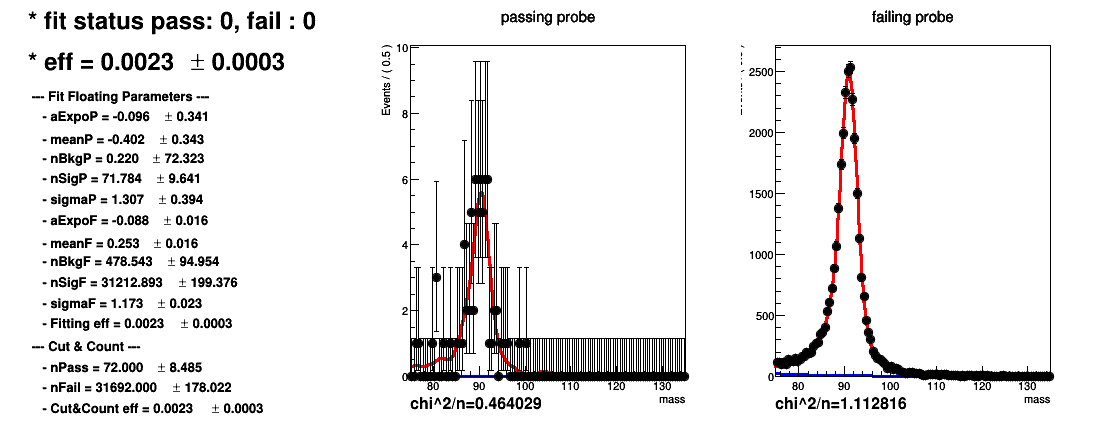 * fit status pass: 0, fail : 0
* eff = 0.0023 ± 0.0003
--- Fit Floating Parameters ---
- aExpoP = -0.096 ± 0.341
- meanP = -0.402 ± 0.343
- nBkgP = 0.220 ± 72.323
- nSigP = 71.784 ± 9.641
- sigmaP = 1.307 ± 0.394
- aExpoF = -0.088 ± 0.016
- meanF = 0.253 ± 0.016
- nBkgF = 478.543 ± 94.954
- nSigF = 31212.893 ± 199.376
- sigmaF = 1.173 ± 0.023
- Fitting eff = 0.0023 ± 0.0003
--- Cut & Count ---
- nPass = 72.000 ± 8.485
- nFail = 31692.000 ± 178.022
- Cut&Count eff = 0.0023 ± 0.0003
passing probe
Events / ( 0.5 )
10
8
6
4
2
0
80 90 100 110 120 130
mass
chi^2/n=0.464029
failing probe
2500
2000
1500
1000
500
0
80 90 100 110 120 130
mass
chi^2/n=1.112816